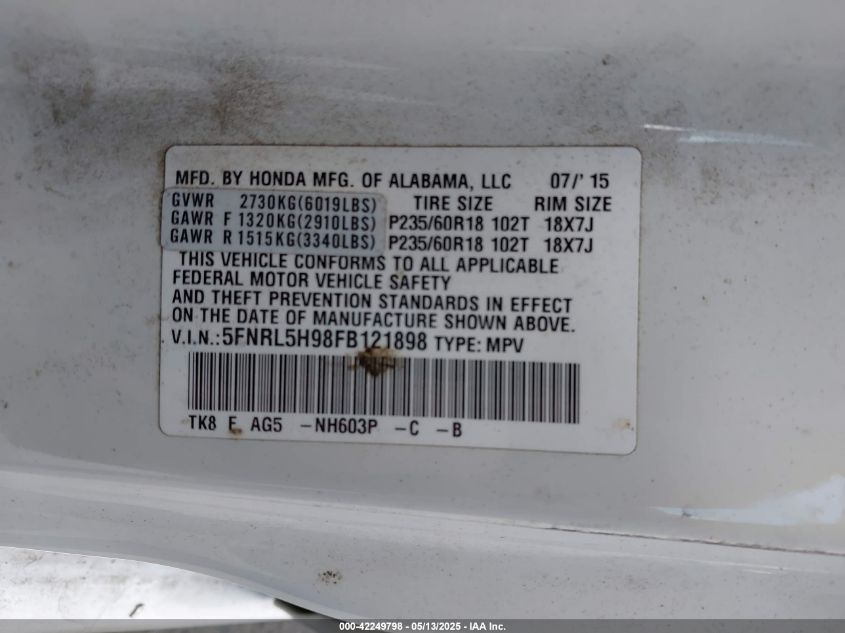 MFD. BY HONDA MFG. OF ALABAMA, LLC 07/' 15
GVWR 2730KG(6019LBS) TIRE SIZE RIM SIZE
GAWR F 1320KG(2910LBS) P235/60R18 102T 18X7J
GAWR R 1515KG(3340LBS) P235/60R18 102T 18X7J
THIS VEHICLE CONFORMS TO ALL APPLICABLE
FEDERAL MOTOR VEHICLE SAFETY
AND THEFT PREVENTION STANDARDS IN EFFECT
ON THE DATE OF MANUFACTURE SHOWN ABOVE.
V.I.N.:5FNRL5H98FB121898 TYPE: MPV
TK8 E AG5 -NH603P -C -B
000-42249798 - 05/13/2025 - IAA Inc.